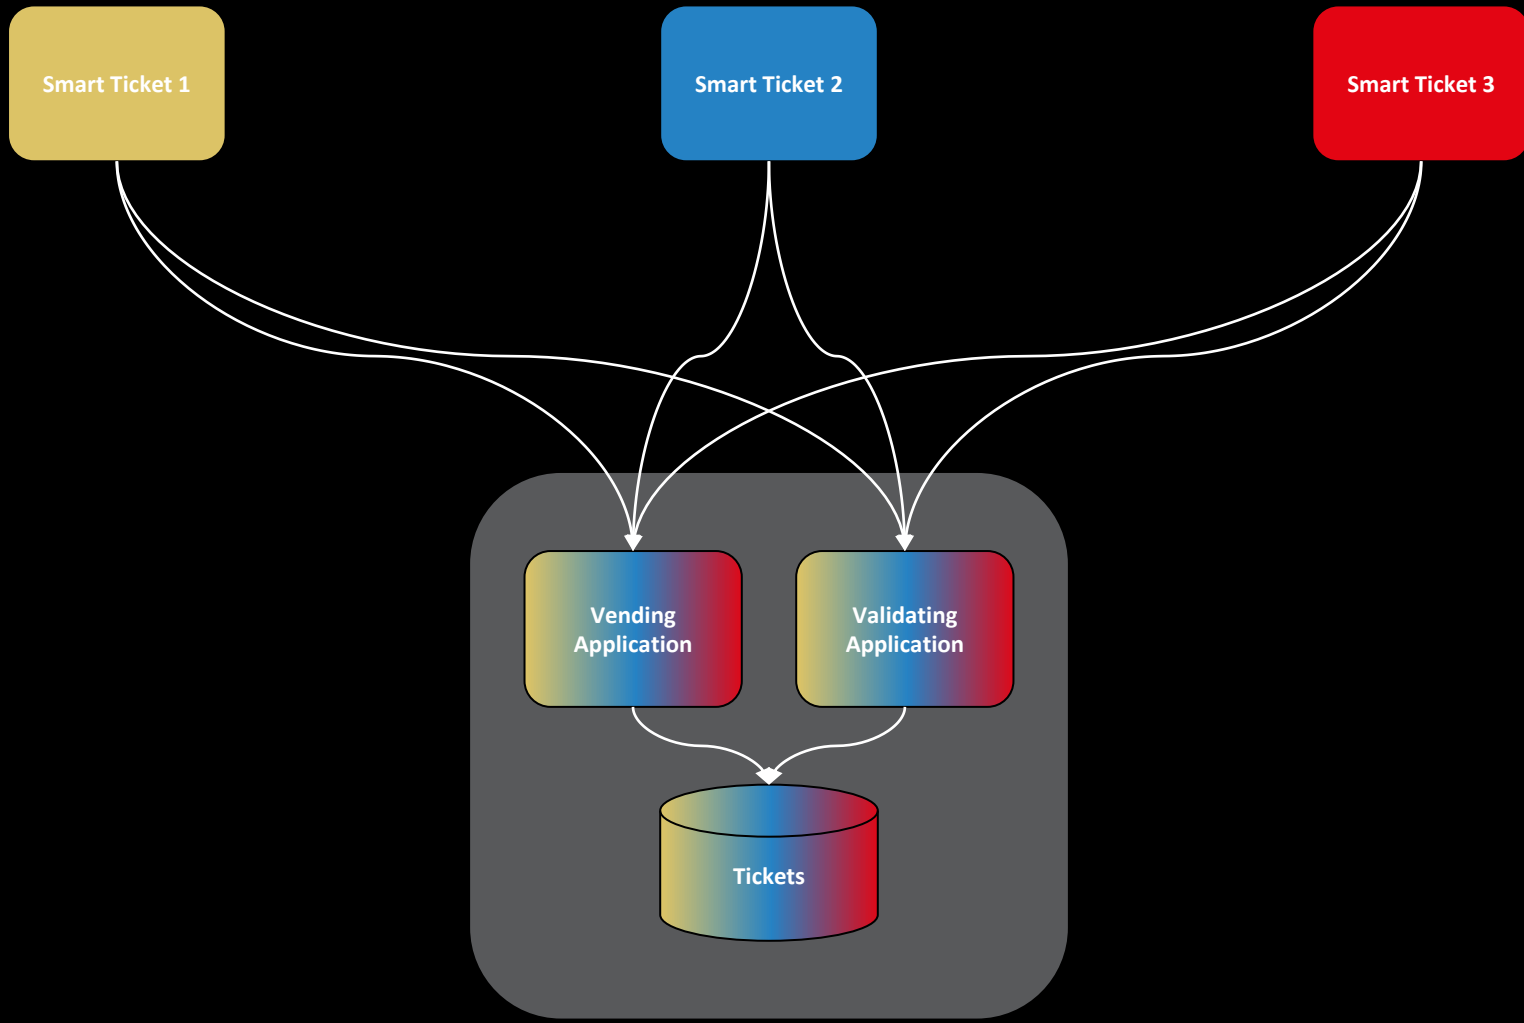 Smart Ticket 1
Smart Ticket 2
Smart Ticket 3
Vending
Application
Validating
Application
Tickets